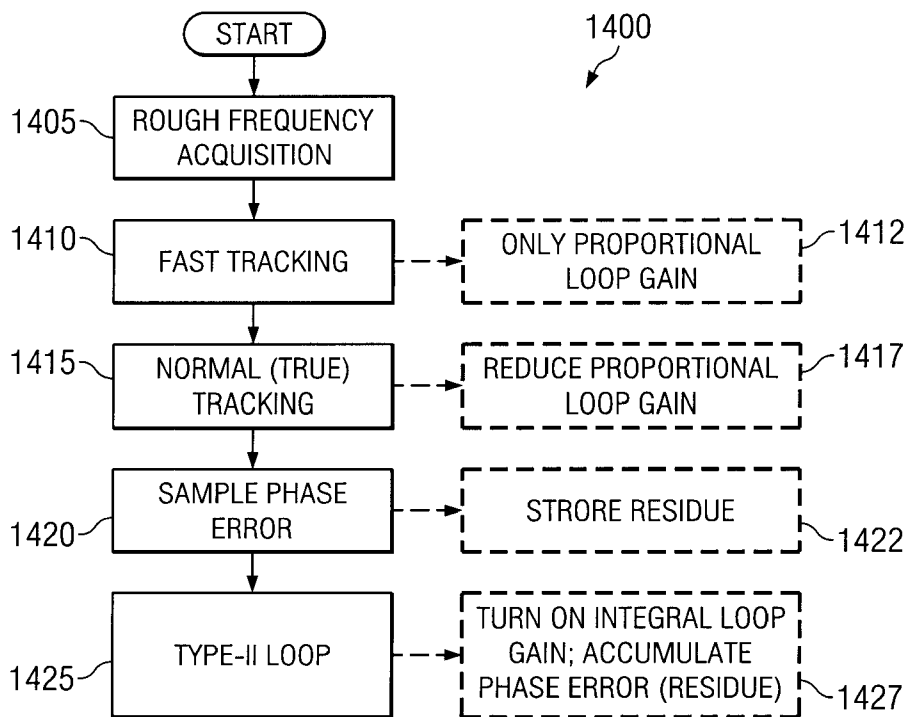 START
1400
1405
ROUGH FREQUENCY
ACQUISITION
1410
FAST TRACKING
ONLY PROPORTIONAL
LOOP GAIN
1412
1415
NORMAL (TRUE)
TRACKING
REDUCE PROPORTIONAL
LOOP GAIN
1417
SAMPLE PHASE
ERROR
1420
STRORE RESIDUE
1422
TYPE-II LOOP
1425
TURN ON INTEGRAL LOOP
GAIN; ACCUMULATE
PHASE ERROR (RESIDUE)
1427